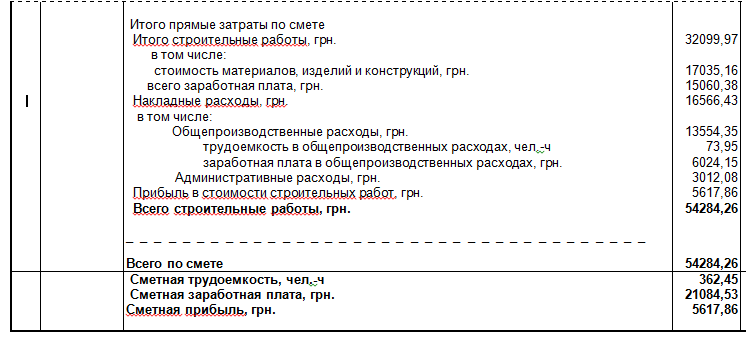 Итого прямые затраты по смете
Итого строительные работы, грн. 32099,97
в том числе:
стоимость материалов, изделий и конструкций, грн. 17035,16
всего заработная плата, грн. 15060,38
I Накладные расходы, грн. 16566,43
в том числе:
Общепроизводственные расходы, грн. 13554,35
трудоемкость в общепроизводственных расходах, чел.-ч 73,95
заработная плата в общепроизводственных расходах, грн. 6024,15
Административные расходы, грн. 3012,08
Прибыль в стоимости строительных работ, грн. 5617,86
Всего строительные работы, грн. 54284,26
Всего по смете 54284,26
Сметная трудоемкость, чел.-ч 362,45
Сметная заработная плата, грн. 21084,53
Сметная прибыль, грн. 5617,86